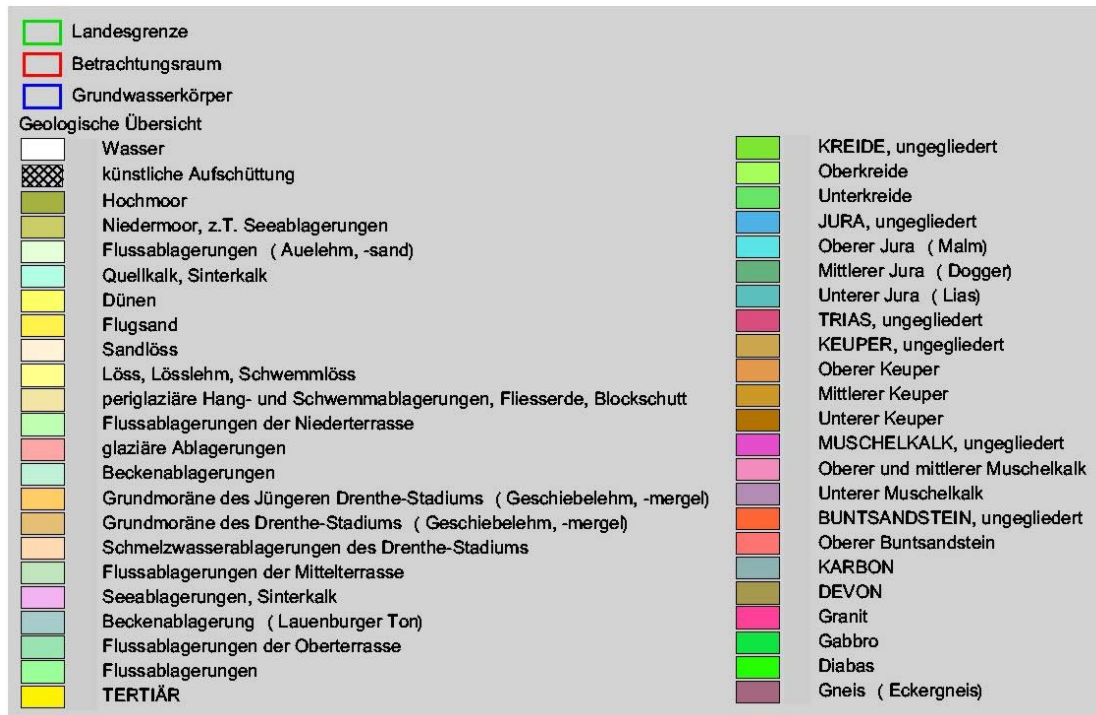 Landesgrenze
Betrachtungsraum
Grundwasserkörper
Geologische Übersicht
Wasser
künstliche Aufschüttung
Hochmoor
Niedermoor, z.T. Seeablagerungen
Flussablagerungen ( Auelehm, -sand)
Quellkalk, Sinterkalk
Dünen
Flugsand
Sandlöss
Löss, Lösslehm, Schwemmlöss
periglaziäre Hang- und Schwemmablagerungen, Fliesserde, Blockschutt
Flussablagerungen der Niederterrasse
glaziäre Ablagerungen
Beckenablagerungen
Grundmoräne des Jüngeren Drenthe-Stadiums ( Geschiebelehm, -mergel)
Grundmoräne des Drenthe-Stadiums ( Geschiebelehm, -mergel)
Schmelzwasserablagerungen des Drenthe-Stadiums
Flussablagerungen der Mittelterrasse
Seeablagerungen, Sinterkalk
Beckenablagerung ( Lauenburger Ton)
Flussablagerungen der Oberterrasse
Flussablagerungen
TERTIÄR
KREIDE, ungegliedert
Oberkreide
Unterkreide
JURA, ungegliedert
Oberer Jura ( Malm)
Mittlerer Jura ( Dogger)
Unterer Jura ( Lias)
TRIAS, ungegliedert
KEUPER, ungegliedert
Oberer Keuper
Mittlerer Keuper
Unterer Keuper
MUSCHELKALK, ungegliedert
Oberer und mittlerer Muschelkalk
Unterer Muschelkalk
BUNTSANDSTEIN, ungegliedert
Oberer Buntsandstein
KARBON
DEVON
Granit
Gabbro
Diabas
Gneis ( Eckergneis)